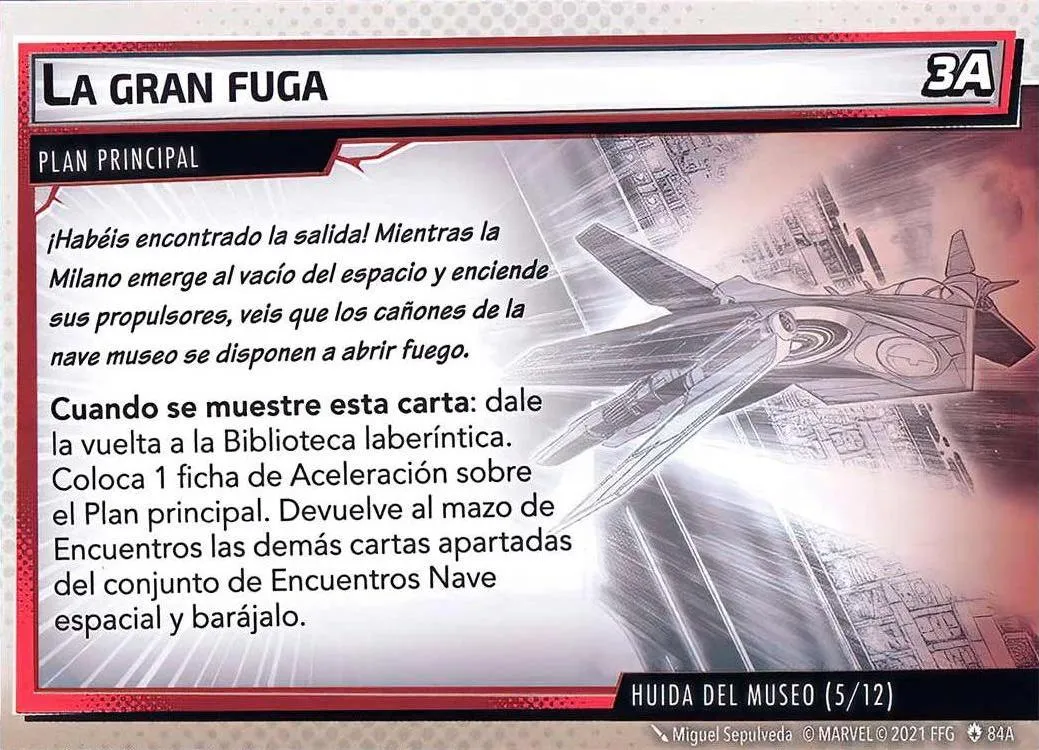 LA GRAN FUGA
3A
PLAN PRINCIPAL
¡Habéis encontrado la salida! Mientras la
Milano emerge al vacío del espacio y enciende
sus propulsores, veis que los cañones de la
nave museo se disponen a abrir fuego.
Cuando se muestre esta carta: dale
la vuelta a la Biblioteca laberíntica.
Coloca 1 ficha de Aceleración sobre
el Plan principal. Devuelve al mazo de
Encuentros las demás cartas apartadas
del conjunto de Encuentros Nave
espacial y barájalo.
HUIDA DEL MUSEO (5/12)
Miguel Sepulveda © MARVEL © 2021 FFG 84A